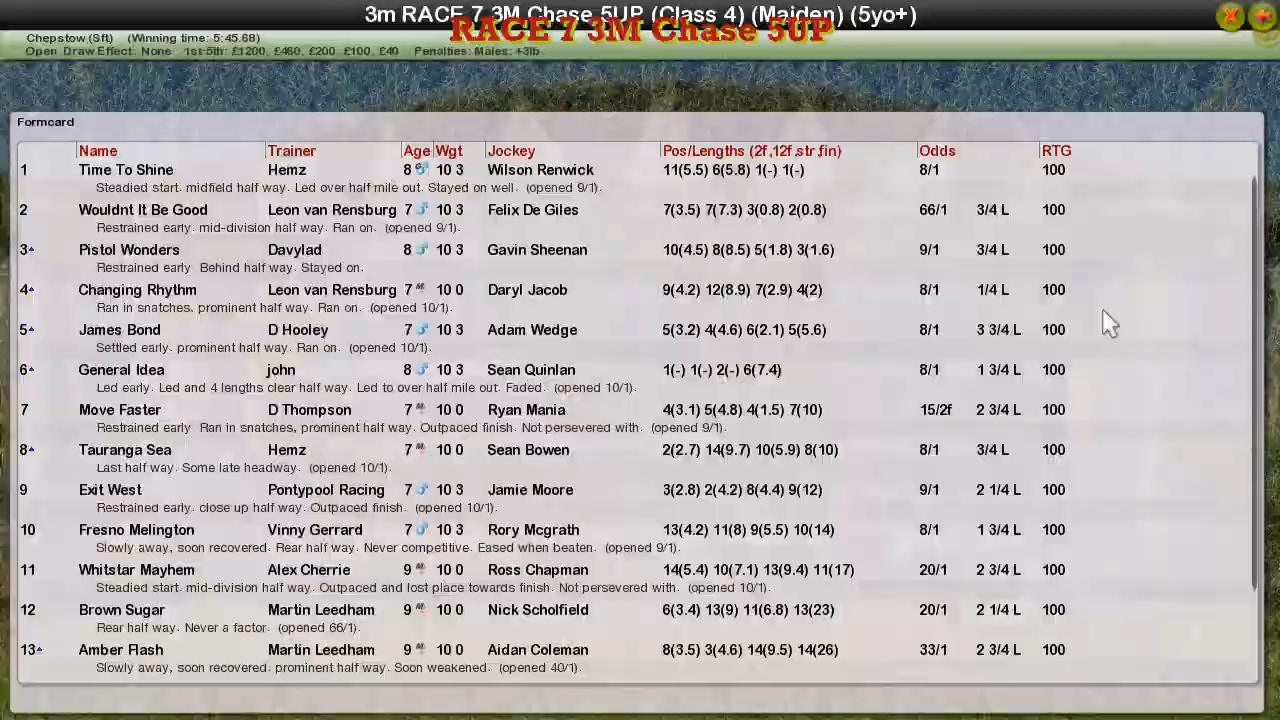 3m RACE 7 3M Chase 5UP (Class 4) (Maiden) (5yo+)
RACE 7 3M Chase 5UP
Chepstow (Sft) (Winning time: 5:45.68)
Open Draw Effect: None 1st-5th: £1200, £460, £200 £100, £40 Penalties: Males: +3lb
Formcard
Name Trainer Age Wgt Jockey Pos/Lengths (2f,12f,str,fin) Odds RTG
1 Time To Shine Hemz 8 10 3 Wilson Renwick 11(5.5) 6(5.8) 1(-) 1(-) 8/1 100
Steadied start. midfield half way. Led over half mile out. Stayed on well. (opened 9/1).
2 Wouldnt It Be Good Leon van Rensburg 7 10 3 Felix De Giles 7(3.5) 7(7.3) 3(0.8) 2(0.8) 66/1 3/4 L 100
Restrained early. mid-division half way. Ran on. (opened 9/1).
3 Pistol Wonders Davylad 8 10 3 Gavin Sheenan 10(4.5) 8(8.5) 5(1.8) 3(1.6) 9/1 3/4 L 100
Restrained early Behind half way. Stayed on.
4 Changing Rhythm Leon van Rensburg 7 10 0 Daryl Jacob 9(4.2) 12(8.9) 7(2.9) 4(2) 8/1 1/4 L 100
Ran in snatches, prominent half way. Ran on. (opened 10/1).
5 James Bond D Hooley 7 10 3 Adam Wedge 5(3.2) 4(4.6) 6(2.1) 5(5.6) 8/1 3 3/4 L 100
Settled early. prominent half way. Ran on. (opened 10/1).
6 General Idea john 8 10 3 Sean Quinlan 1(-) 1(-) 2(-) 6(7.4) 8/1 1 3/4 L 100
Led early. Led and 4 lengths clear half way. Led to over half mile out. Faded. (opened 10/1).
7 Move Faster D Thompson 7 10 0 Ryan Mania 4(3.1) 5(4.8) 4(1.5) 7(10) 15/2f 2 3/4 L 100
Restrained early Ran in snatches, prominent half way. Outpaced finish. Not persevered with. (opened 9/1).
8 Tauranga Sea Hemz 7 10 0 Sean Bowen 2(2.7) 14(9.7) 10(5.9) 8(10) 8/1 3/4 L 100
Last half way. Some late headway. (opened 10/1).
9 Exit West Pontypool Racing 7 10 3 Jamie Moore 3(2.8) 2(4.2) 8(4.4) 9(12) 9/1 2 1/4 L 100
Restrained early. close up half way. Outpaced finish. (opened 10/1).
10 Fresno Melington Vinny Gerrard 7 10 3 Rory Mcgrath 13(4.2) 11(8) 9(5.5) 10(14) 8/1 1 3/4 L 100
Slowly away, soon recovered. Rear half way. Never competitive. Eased when beaten. (opened 9/1).
11 Whitstar Mayhem Alex Cherrie 9 10 0 Ross Chapman 14(5.4) 10(7.1) 13(9.4) 11(17) 20/1 2 3/4 L 100
Steadied start. mid-division half way. Outpaced and lost place towards finish. Not persevered with. (opened 10/1).
12 Brown Sugar Martin Leedham 9 10 0 Nick Scholfield 6(3.4) 13(9) 11(6.8) 13(23) 20/1 2 1/4 L 100
Rear half way. Never a factor. (opened 66/1).
13 Amber Flash Martin Leedham 9 10 0 Aidan Coleman 8(3.5) 3(4.6) 14(9.5) 14(26) 33/1 2 3/4 L 100
Slowly away, soon recovered. prominent half way. Soon weakened. (opened 40/1).